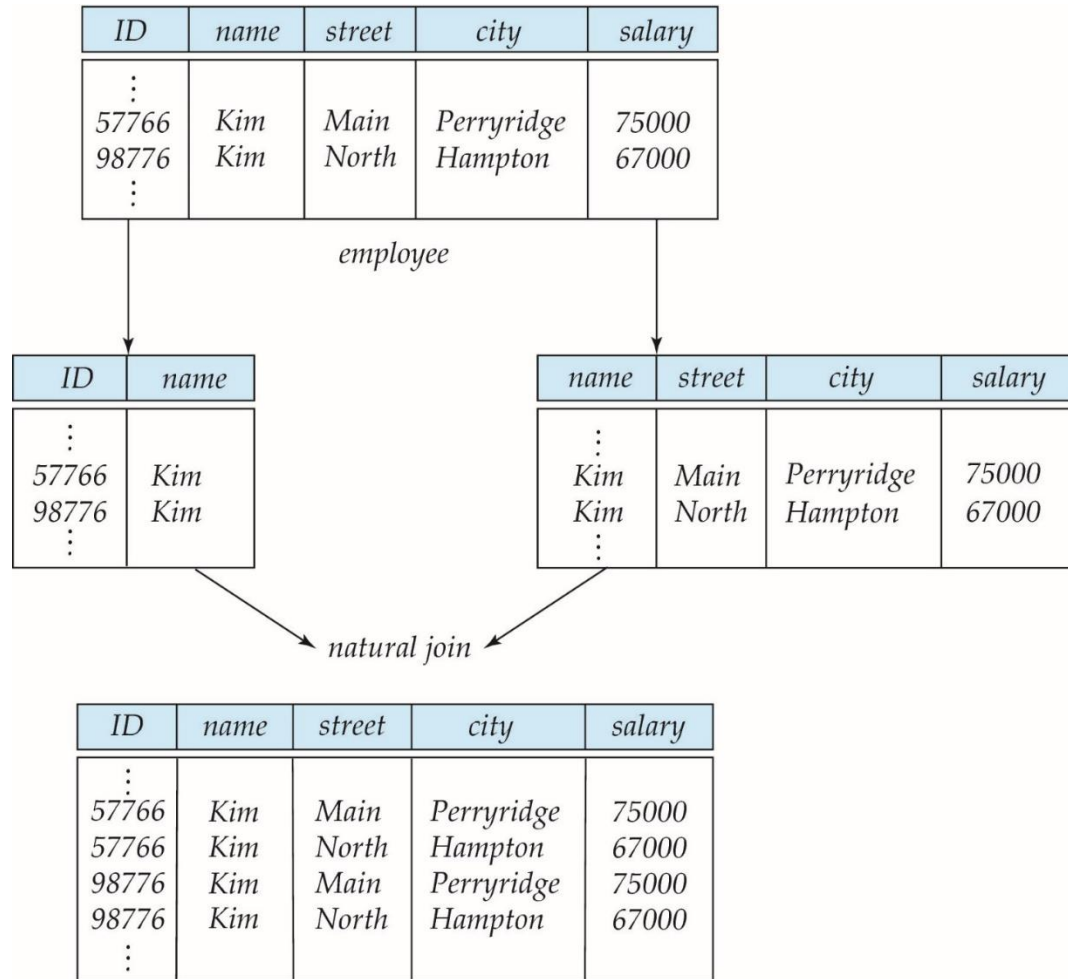 ID name street city salary
⋮
57766 Kim Main Perryridge 75000
98776 Kim North Hampton 67000
⋮
employee
ID name
⋮
57766 Kim
98776 Kim
⋮
name street city salary
⋮
Kim Main Perryridge 75000
Kim North Hampton 67000
⋮
natural join
ID name street city salary
⋮
57766 Kim Main Perryridge 75000
57766 Kim North Hampton 67000
98776 Kim Main Perryridge 75000
98776 Kim North Hampton 67000
⋮